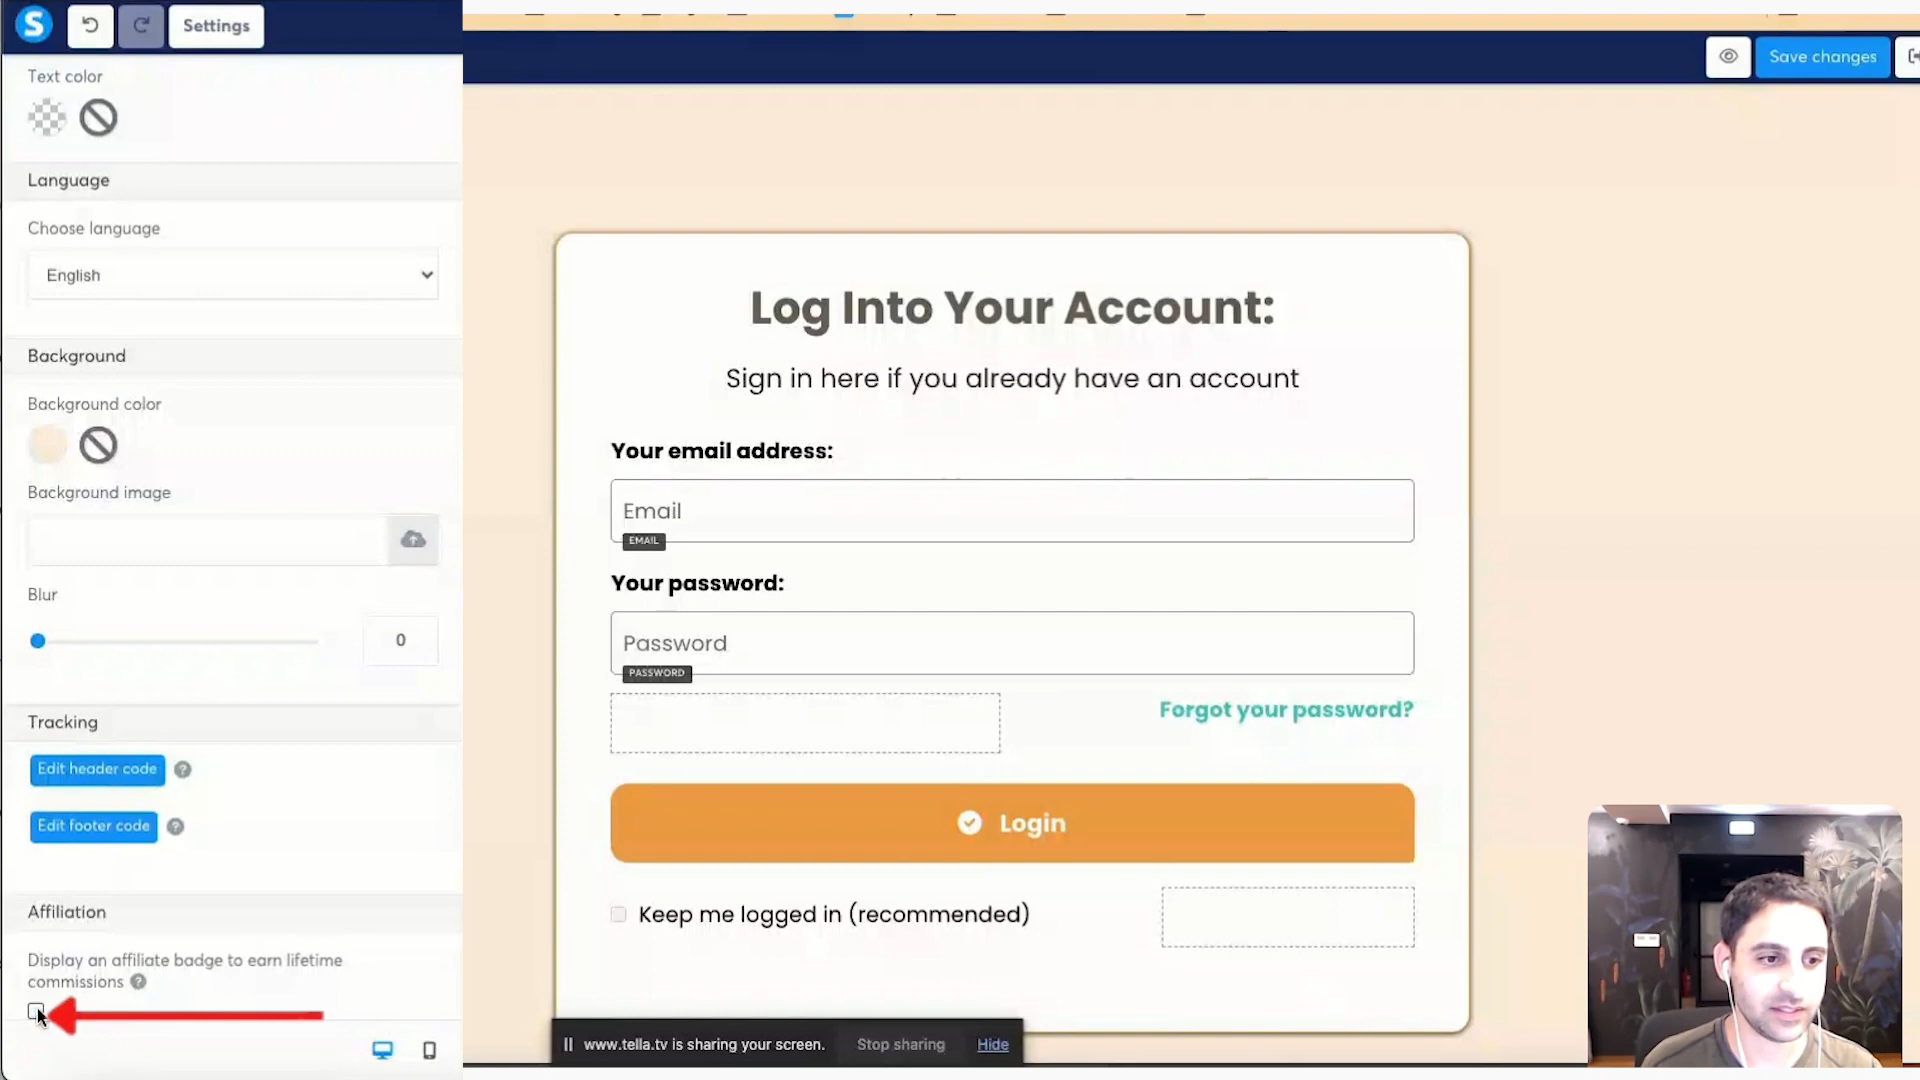 S
Settings
Save changes
Text color
Language
Choose language
English
Background
Background color
Background image
Blur
0
Tracking
Edit header code
?
Edit footer code
?
Affiliation
Display an affiliate badge to earn lifetime
commissions ?
Log Into Your Account:
Sign in here if you already have an account
Your email address:
Email
EMAIL
Your password:
Password
PASSWORD
Forgot your password?
Login
Keep me logged in (recommended)
www.tella.tv is sharing your screen.
Stop sharing
Hide